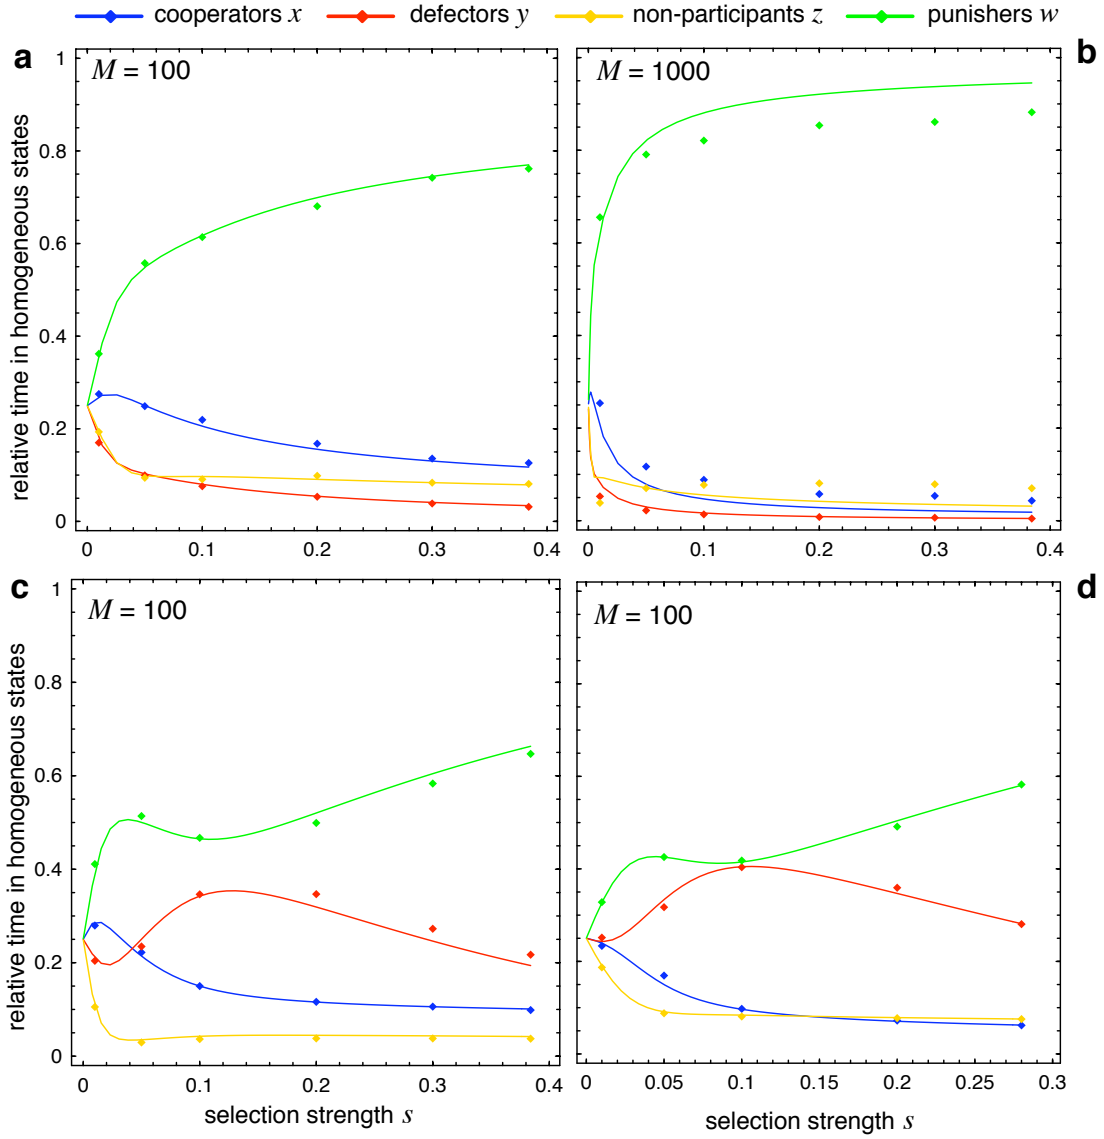 cooperators x defectors y non-participants z punishers w
a M = 100
M = 1000 b
1
0.8
0.6
0.4
0.2
0
0 0.1 0.2 0.3 0.4
0 0.1 0.2 0.3 0.4
relative time in homogeneous states
c M = 100
M = 100 d
1
0.8
0.6
0.4
0.2
0
0 0.1 0.2 0.3 0.4
0 0.05 0.1 0.15 0.2 0.25 0.3
relative time in homogeneous states
selection strength s
selection strength s